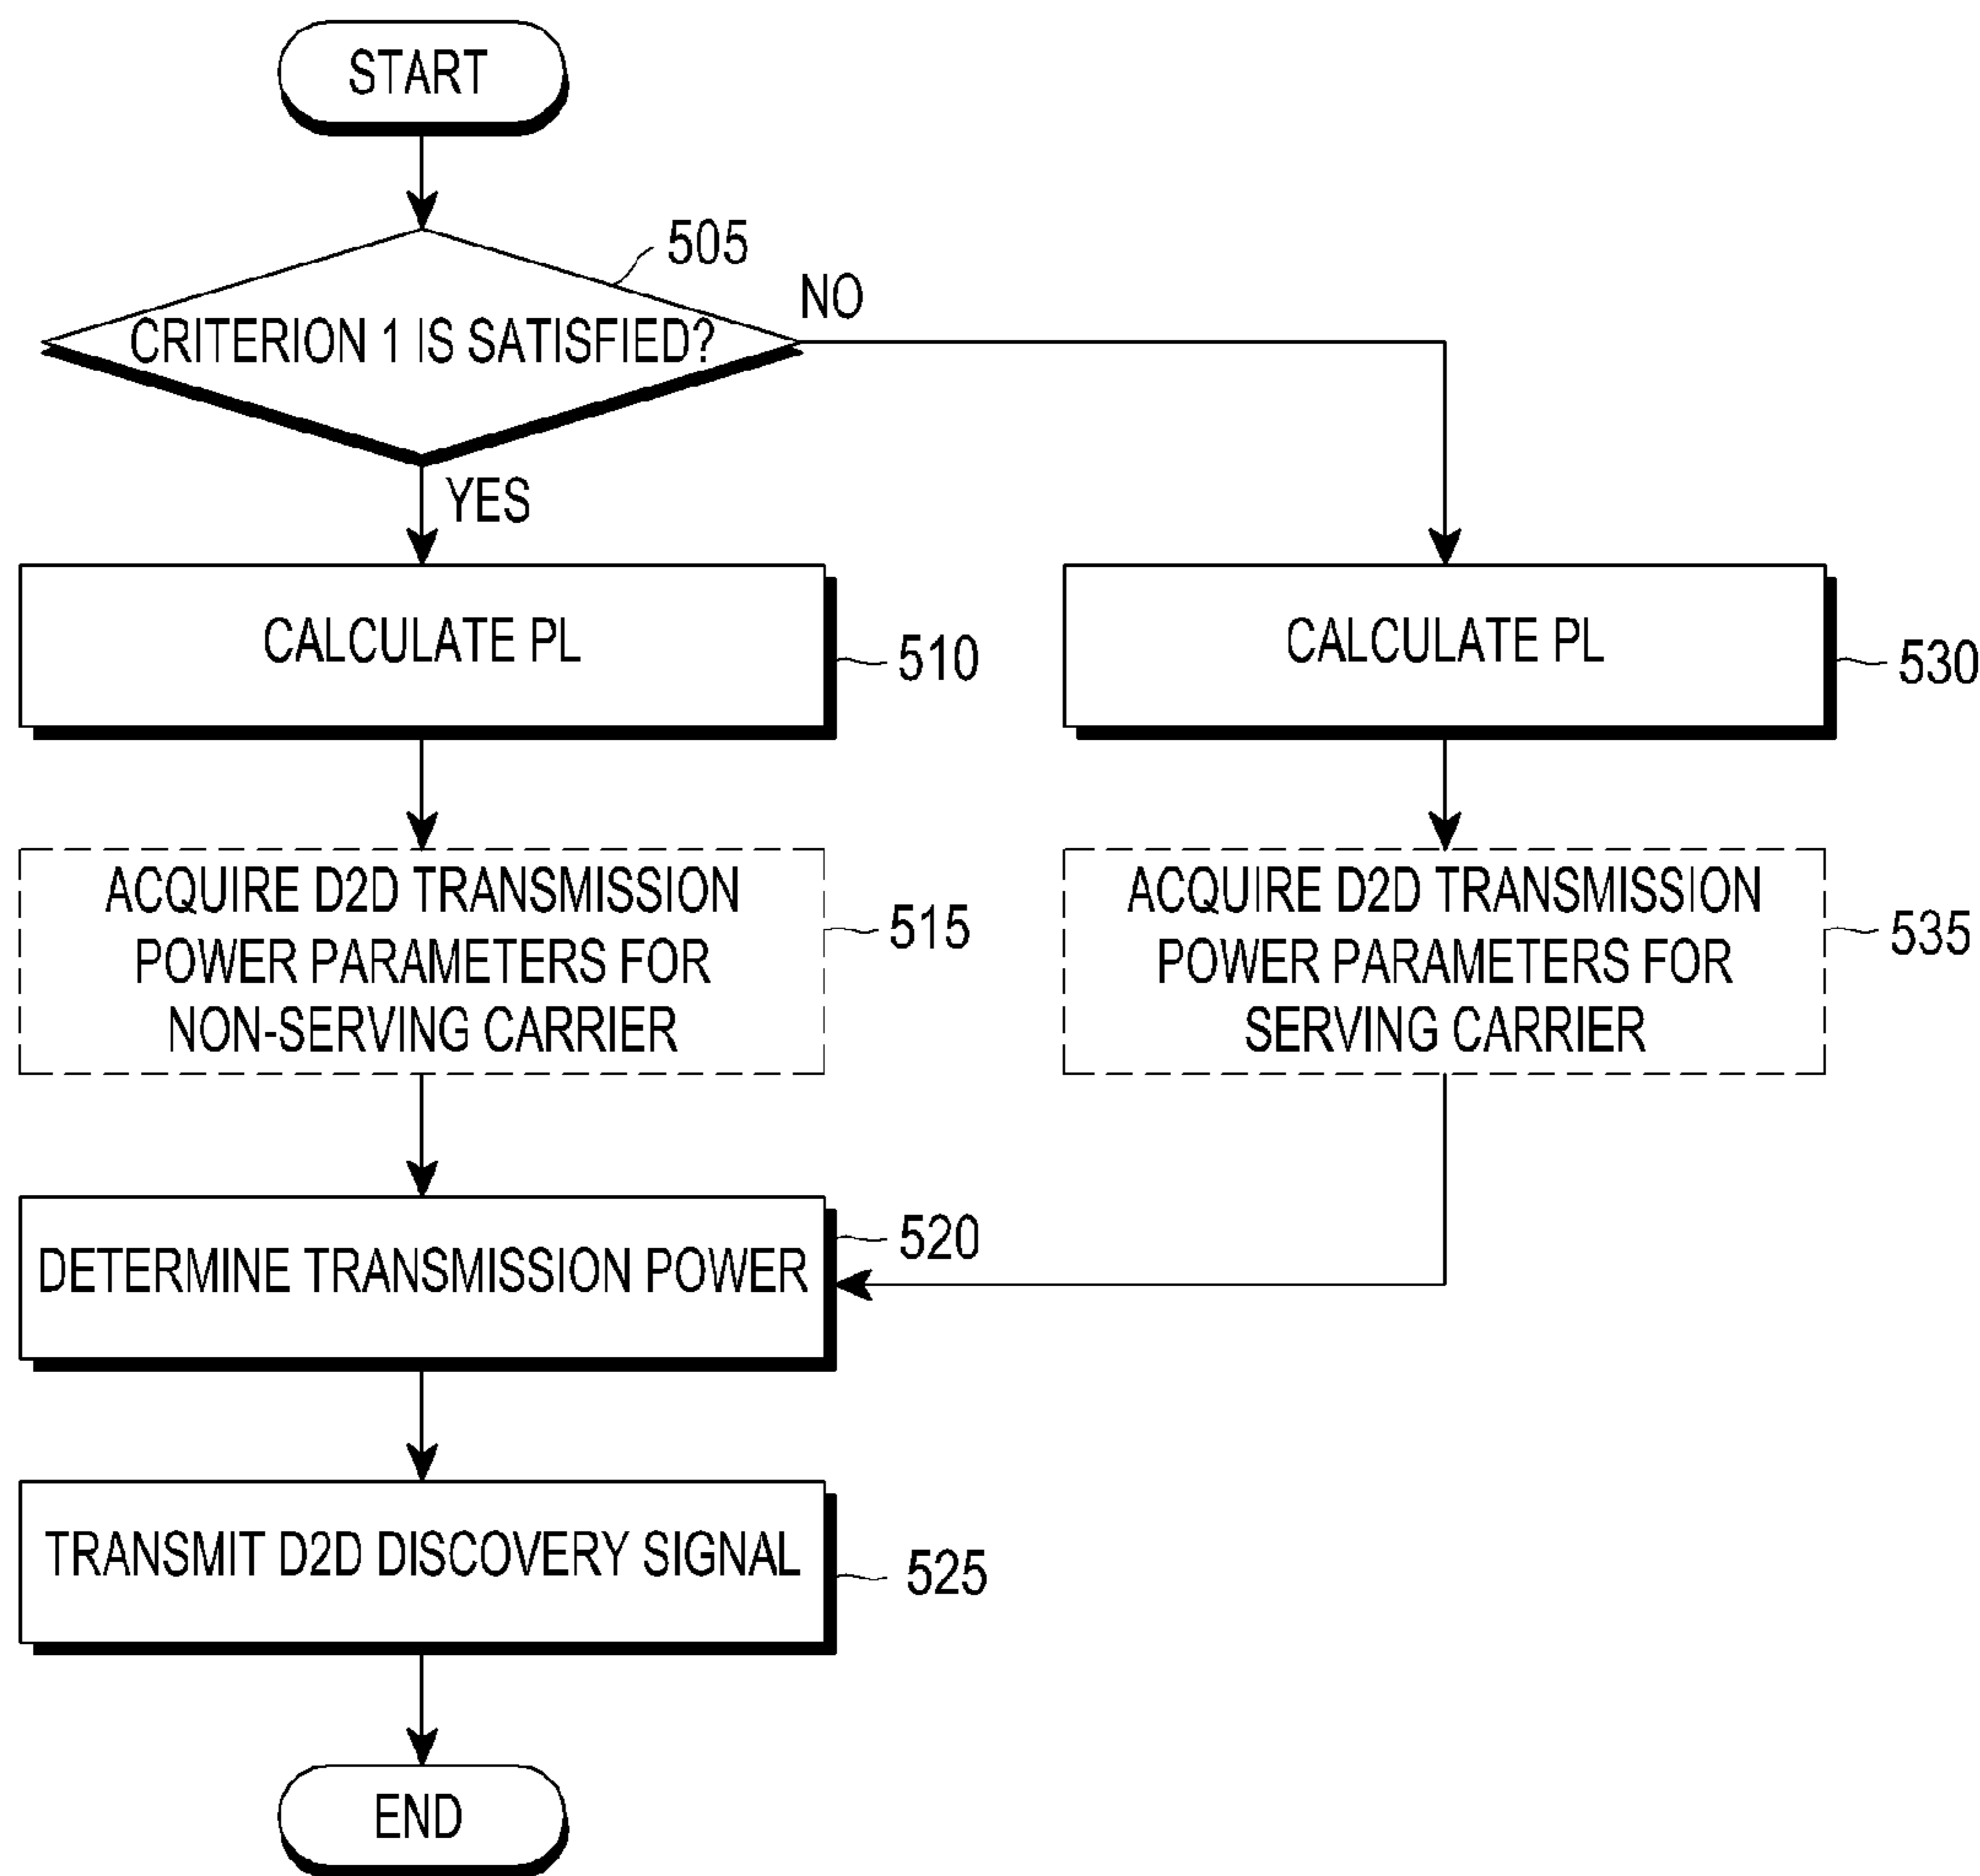 START
505
CRITERION 1 IS SATISFIED?
NO
YES
CALCULATE PL
510
CALCULATE PL
530
ACQUIRE D2D TRANSMISSION
POWER PARAMETERS FOR
NON-SERVING CARRIER
515
ACQUIRE D2D TRANSMISSION
POWER PARAMETERS FOR
SERVING CARRIER
535
DETERMINE TRANSMISSION POWER
520
TRANSMIT D2D DISCOVERY SIGNAL
525
END